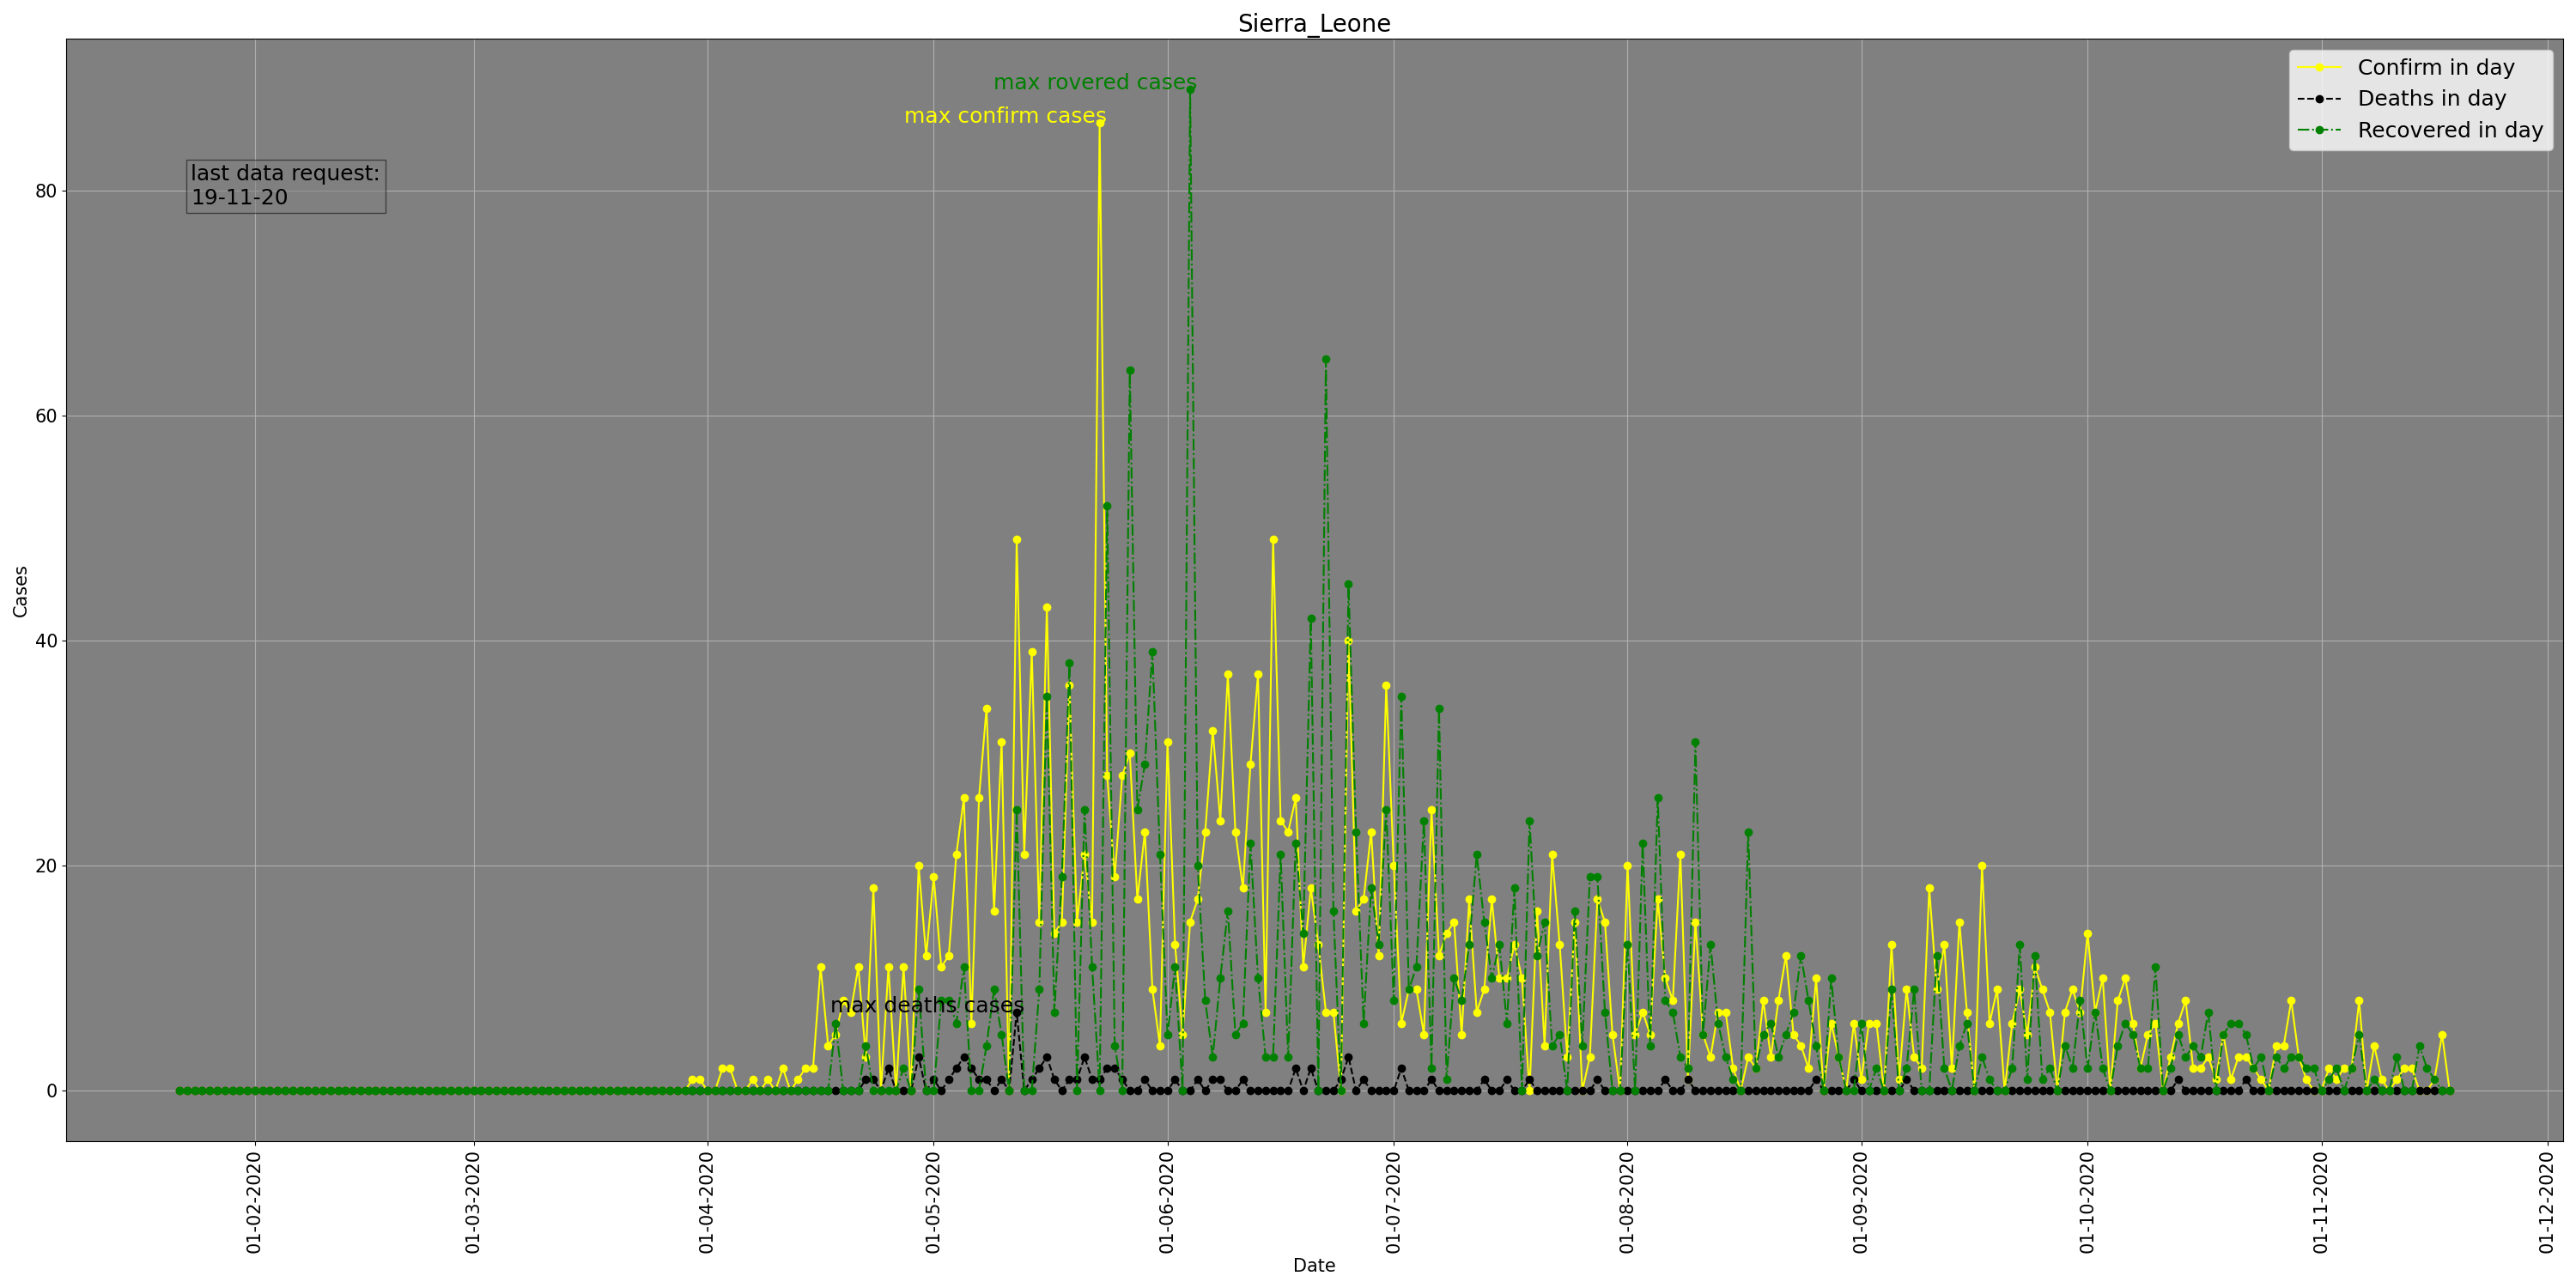 Sierra_Leone
max rovered cases
max confirm cases
Confirm in day
Deaths in day
Recovered in day
last data request:
19-11-20
80
60
40
20
0
Cases
max deaths cases
01-02-2020
01-03-2020
01-04-2020
01-05-2020
01-06-2020
01-07-2020
01-08-2020
01-09-2020
01-10-2020
01-11-2020
01-12-2020
Date